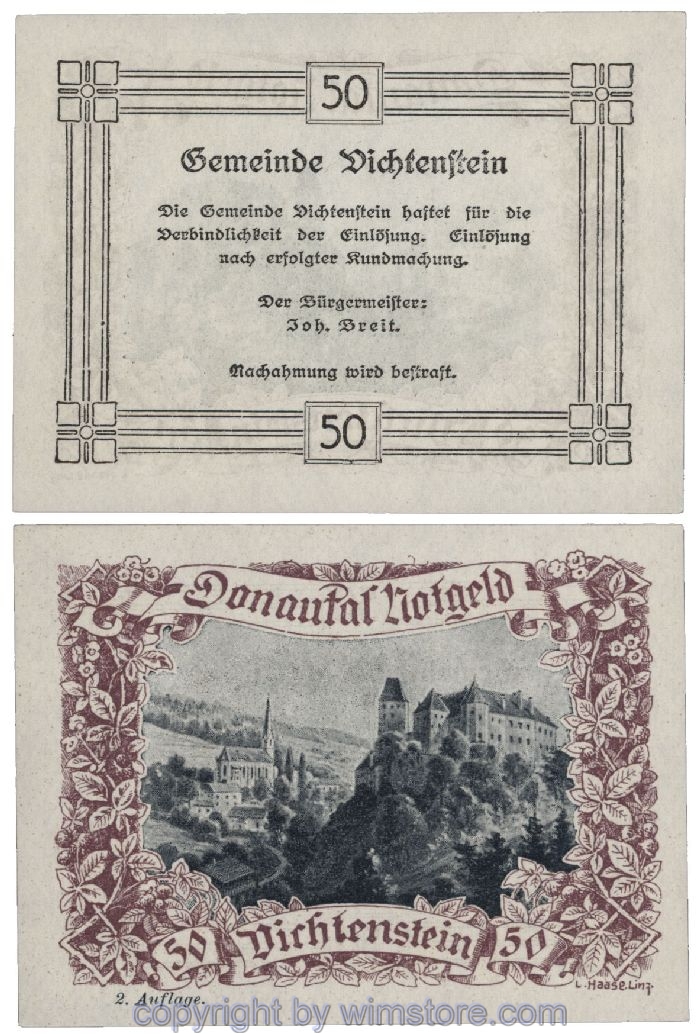 50
Gemeinde Vichtenstein
Die Gemeinde Vichtenstein haftet für die
Verbindlichkeit der Einlösung. Einlösung
nach erfolgter Kundmachung.
Der Bürgermeister:
Joh. Breit.
Nachahmung wird bestraft.
50
Donautal Notgeld
50 Vichtenstein 50
L. Haase. Linz.
2. Auflage.
copyright by wimstore.com